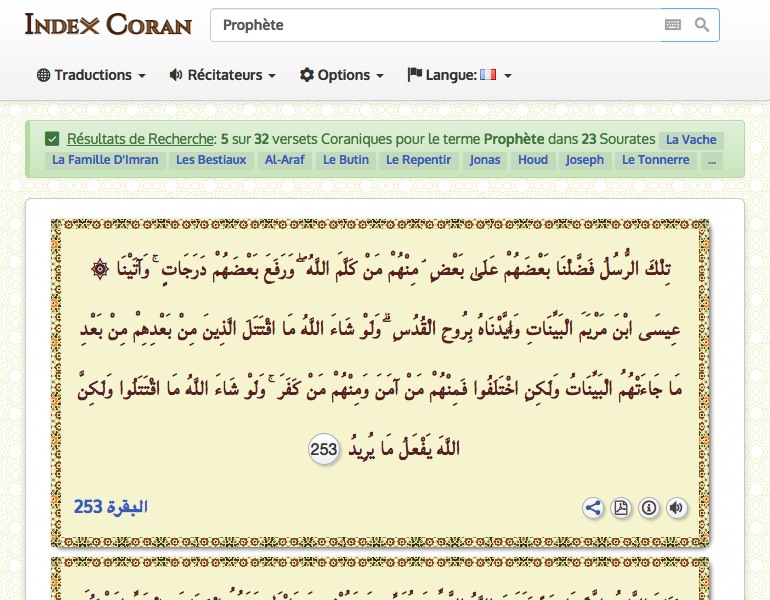 INDEX CORAN
Prophète
Traductions
Récitateurs
Options
Langue:
Résultats de Recherche: 5 sur 32 versets Coraniques pour le terme Prophète dans 23 Sourates La Vache
La Famille D'Imran Les Bestiaux Al-Araf Le Butin Le Repentir Jonas Houd Joseph Le Tonnerre ...
تِلْكَ الرُّسُلُ فَضَّلْنَا بَعْضَهُمْ عَلَىٰ بَعْضٍ ۘ مِنْهُمْ مَنْ كَلَّمَ اللَّهُ ۖ وَرَفَعَ بَعْضَهُمْ دَرَجَاتٍ ۚ وَآتَيْنَا ۞
عِيسَى ابْنَ مَرْيَمَ الْبَيِّنَاتِ وَأَيَّدْنَاهُ بِرُوحِ الْقُدُسِ ۗ وَلَوْ شَاءَ اللَّهُ مَا اقْتَتَلَ الَّذِينَ مِنْ بَعْدِهِمْ مِنْ بَعْدِ
مَا جَاءَتْهُمُ الْبَيِّنَاتُ وَلَٰكِنِ اخْتَلَفُوا فَمِنْهُمْ مَنْ آمَنَ وَمِنْهُمْ مَنْ كَفَرَ ۚ وَلَوْ شَاءَ اللَّهُ مَا اقْتَتَلُوا وَلَٰكِنَّ
اللَّهَ يَفْعَلُ مَا يُرِيدُ 253
البقرة 253